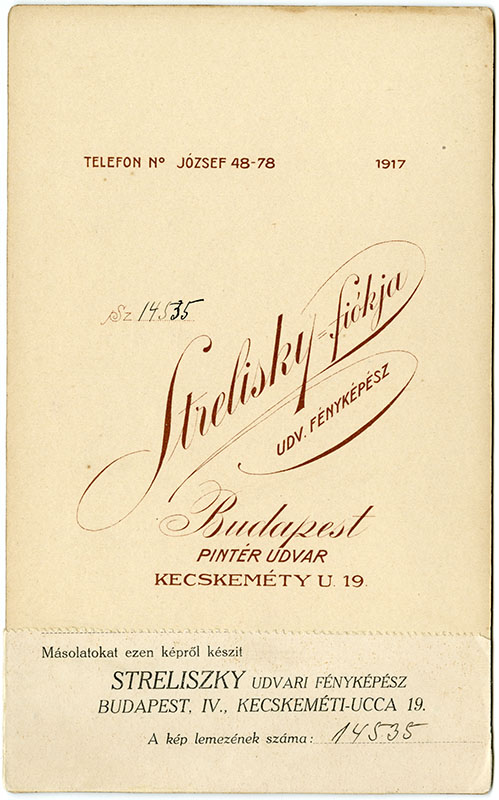 TELEFON Nº JÓZSEF 48-78 1917
Sz 14535
Strelisky=fiókja
UDV. FÉNYKÉPÉSZ
Budapest
PINTÉR UDVAR
KECSKEMÉTY U. 19.
Másolatokat ezen képről készit
STRELISZKY UDVARI FÉNYKÉPÉSZ
BUDAPEST, IV., KECSKEMÉTI-UCCA 19.
A kép lemezének száma: 14535